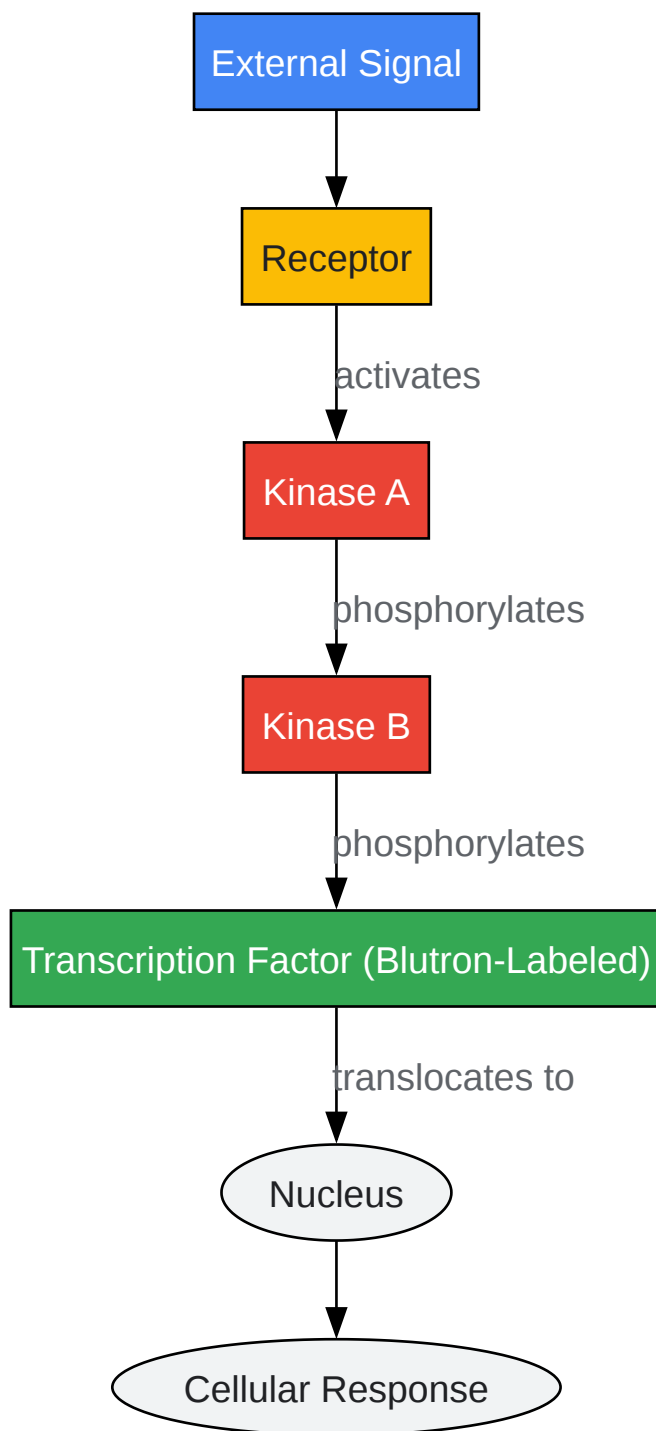 External Signal
Receptor
activates
Kinase A
phosphorylates
Kinase B
phosphorylates
Transcription Factor (Blutron-Labeled)
translocates to
Nucleus
Cellular Response